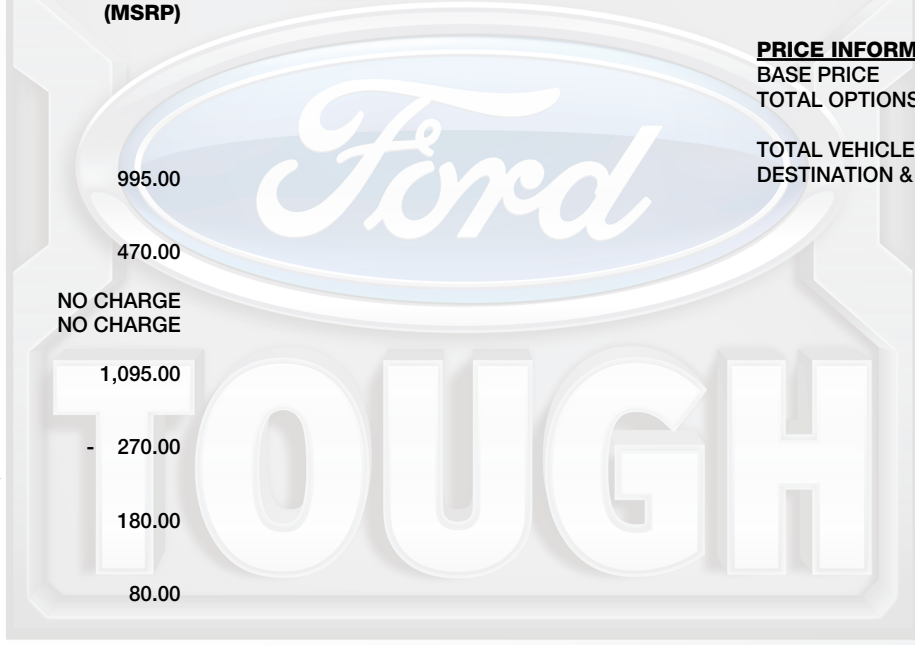 (MSRP)
PRICE INFORM
BASE PRICE
TOTAL OPTIONS
TOTAL VEHICLE
DESTINATION &
995.00
470.00
NO CHARGE
NO CHARGE
1,095.00
- 270.00
180.00
80.00
Ford
TOUGH